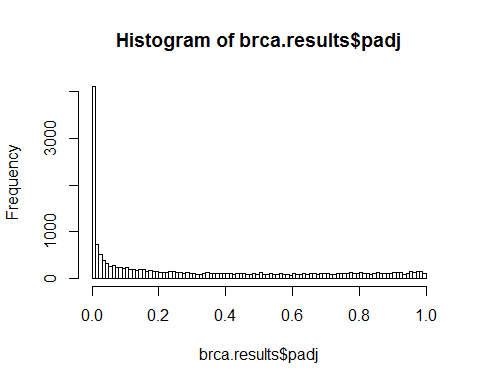 Histogram of brca.results$padj
Frequency
3000
1000
0
0.0 0.2 0.4 0.6 0.8 1.0
brca.results$padj